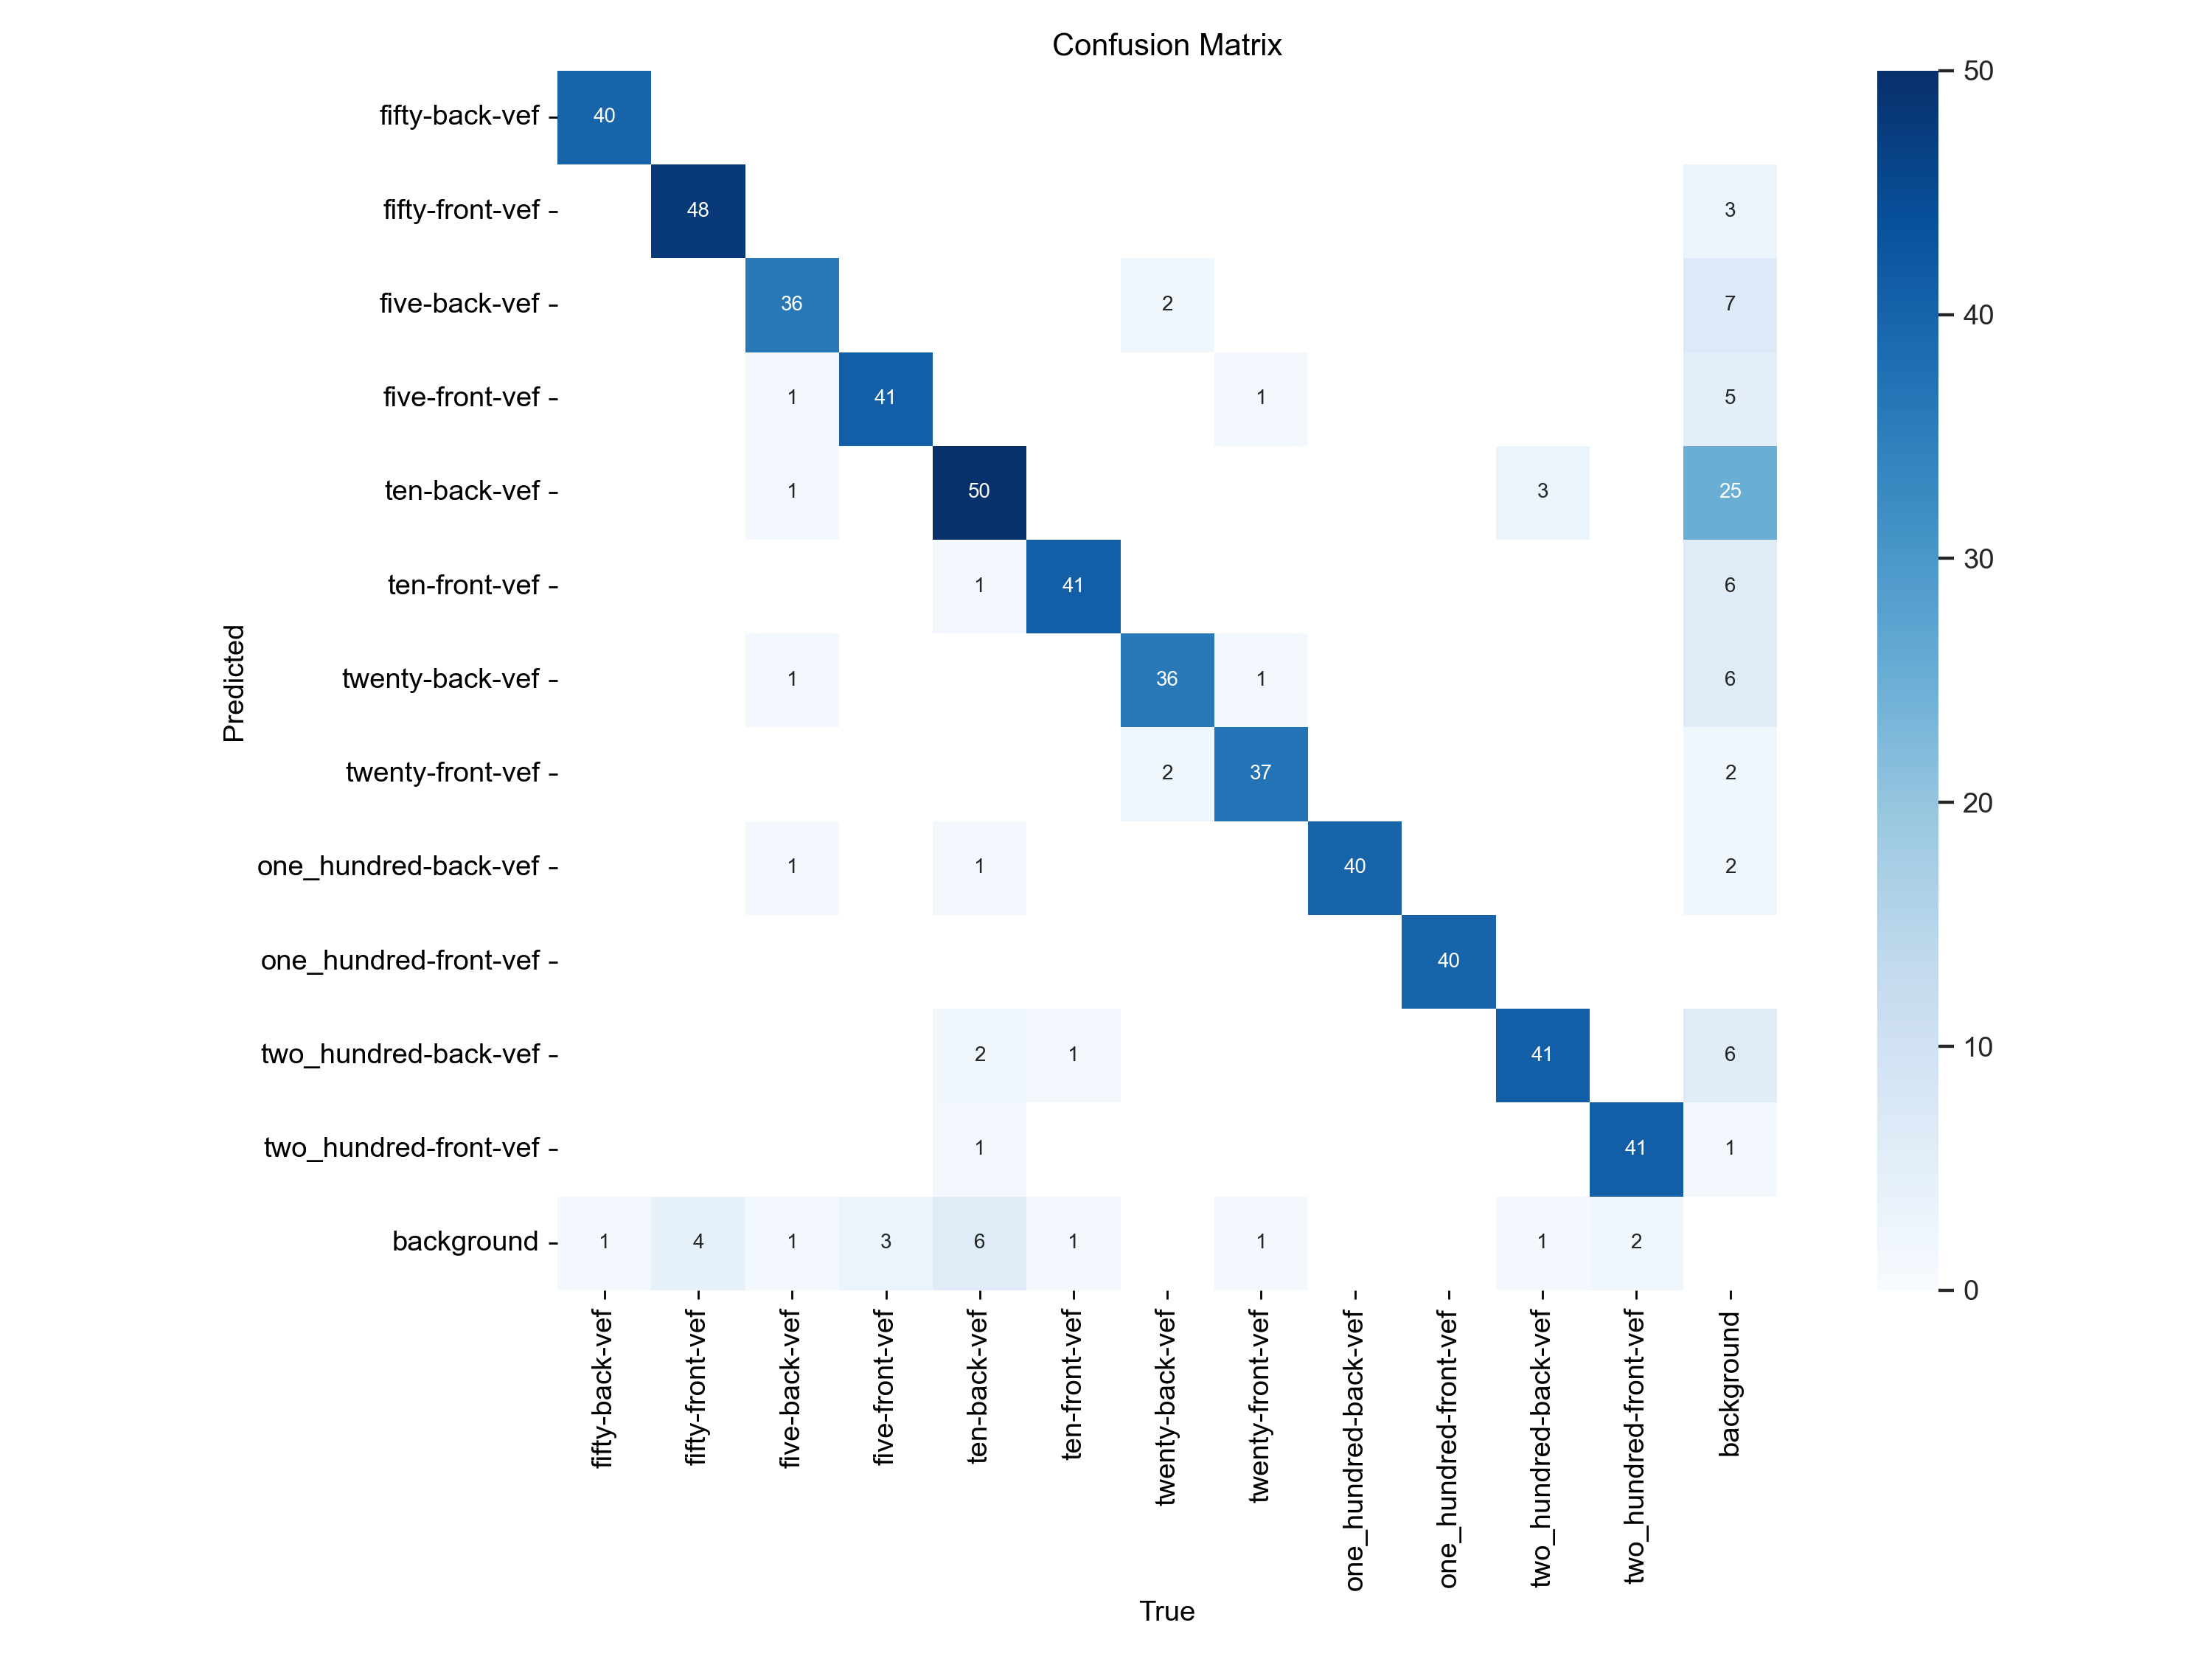 Confusion Matrix
fifty-back-vef 40
fifty-front-vef 48 3
five-back-vef 36 2 7
five-front-vef 1 41 1 5
ten-back-vef 1 50 3 25
ten-front-vef 1 41 6
twenty-back-vef 1 36 1 6
twenty-front-vef 2 37 2
one_hundred-back-vef 1 1 40 2
one_hundred-front-vef 40
two_hundred-back-vef 2 1 41 6
two_hundred-front-vef 1 41 1
background 1 4 1 3 6 1 1 1 2
Predicted
fifty-back-vef
fifty-front-vef
five-back-vef
five-front-vef
ten-back-vef
ten-front-vef
twenty-back-vef
twenty-front-vef
one_hundred-back-vef
one_hundred-front-vef
two_hundred-back-vef
two_hundred-front-vef
background
True
50
40
30
20
10
0